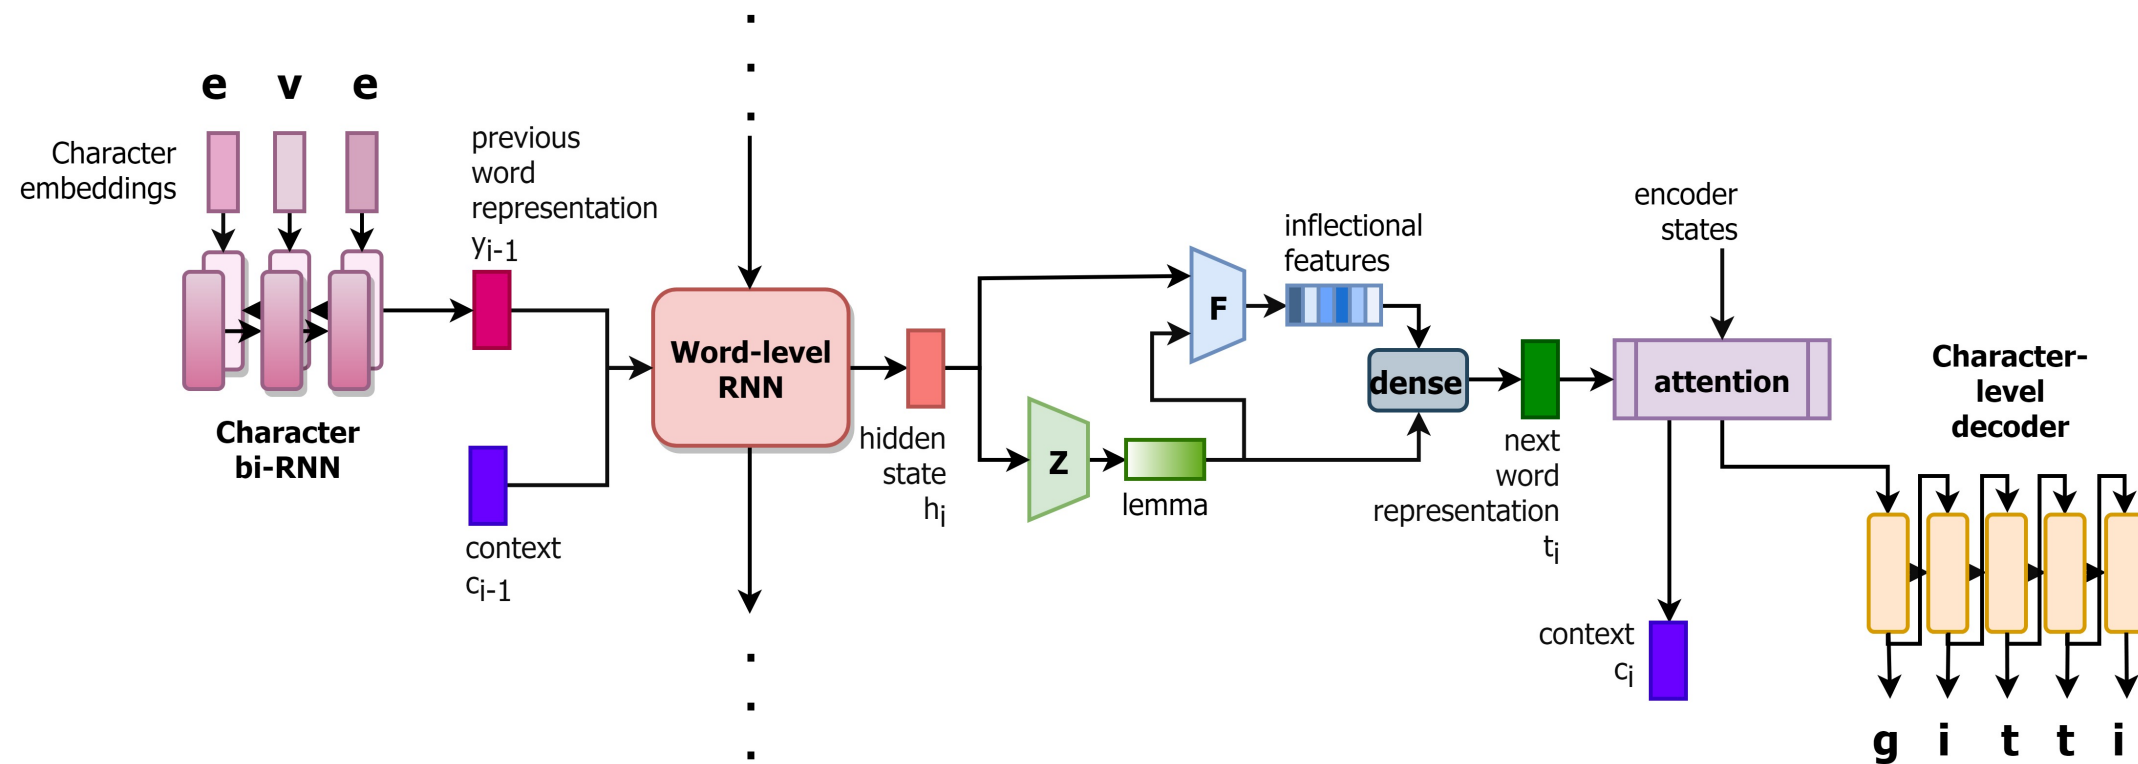 e v e
Character
embeddings
Character
bi-RNN
previous
word
representation
yi-1
context
ci-1
Word-level
RNN
hidden
state
hi
F
Z
inflectional
features
lemma
dense
next
word
representation
ti
encoder
states
attention
context
ci
Character-
level
decoder
g i t t i